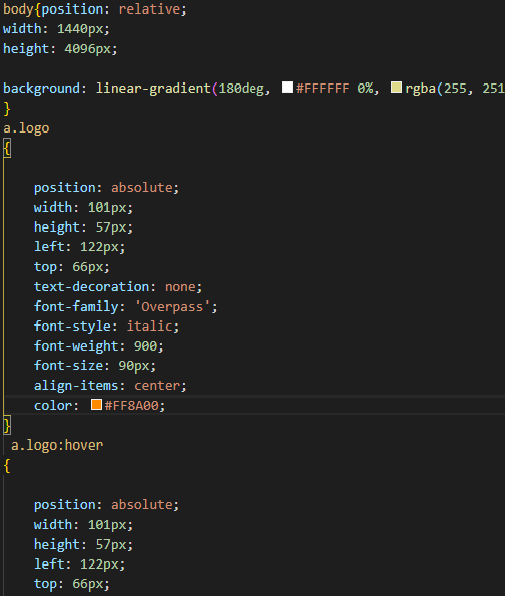 body{position: relative;
width: 1440px;
height: 4096px;
background: linear-gradient(180deg, #FFFFFF 0%, rgba(255, 251
}
a.logo
{
position: absolute;
width: 101px;
height: 57px;
left: 122px;
top: 66px;
text-decoration: none;
font-family: 'Overpass';
font-style: italic;
font-weight: 900;
font-size: 90px;
align-items: center;
color: #FF8A00;
}
a.logo:hover
{
position: absolute;
width: 101px;
height: 57px;
left: 122px;
top: 66px;